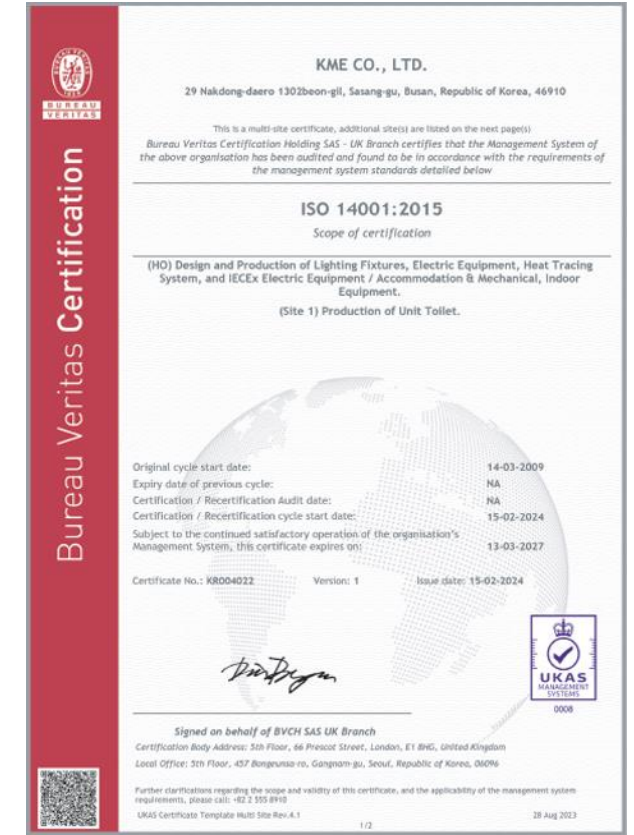 BUREAU
VERITAS
Bureau Veritas Certification
KME CO., LTD.
29 Nakdong-daero 1302beon-gil, Sasang-gu, Busan, Republic of Korea, 46910
This is a multi-site certificate, additional site(s) are listed on the next page(s)
Bureau Veritas Certification Holding SAS - UK Branch certifies that the Management System of
the above organisation has been audited and found to be in accordance with the requirements of
the management system standards detailed below
ISO 14001:2015
Scope of certification
(HO) Design and Production of Lighting Fixtures, Electric Equipment, Heat Tracing
System, and IECEx Electric Equipment / Accommodation & Mechanical, Indoor
Equipment.
(Site 1) Production of Unit Toilet.
Original cycle start date: 14-03-2009
Expiry date of previous cycle: NA
Certification / Recertification Audit date: NA
Certification / Recertification cycle start date: 15-02-2024
Subject to the continued satisfactory operation of the organisation's
Management System, this certificate expires on: 13-03-2027
Certificate No.: KR004022 Version: 1 Issue date: 15-02-2024
UKAS
MANAGEMENT
SYSTEMS
0008
Signed on behalf of BVCH SAS UK Branch
Certification Body Address: 5th Floor, 66 Prescot Street, London, E1 8HG, United Kingdom
Local Office: 5th Floor, 457 Bongeunsa-ro, Gangnam-gu, Seoul, Republic of Korea, 06096
Further clarifications regarding the scope and validity of this certificate, and the applicability of the management system
requirements, please call: +82 2 555 8910
UKAS Certificate Template Multi Site Rev.4.1 28 Aug 2023
1/2